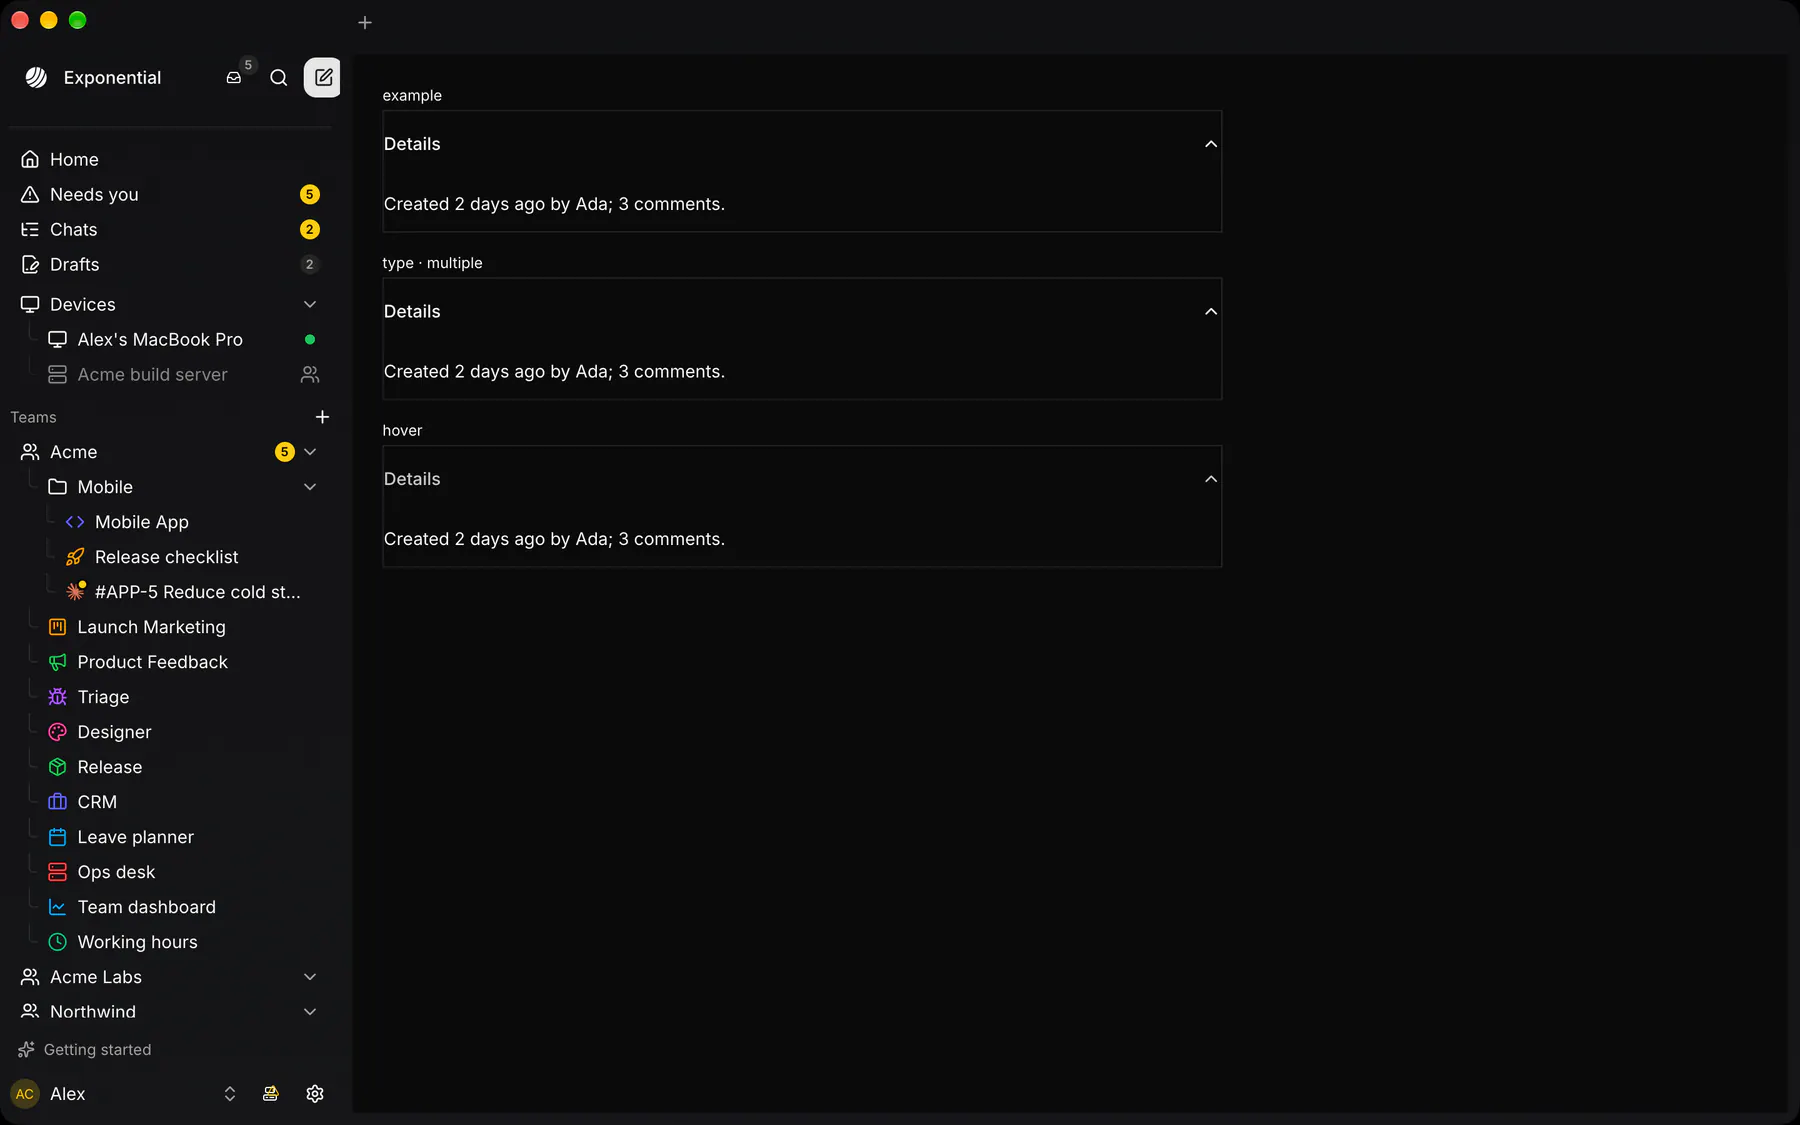 Exponential
5
Home
Needs you
5
Chats
2
Drafts
2
Devices
Alex's MacBook Pro
Acme build server
Teams
Acme
5
Mobile
Mobile App
Release checklist
#APP-5 Reduce cold st...
Launch Marketing
Product Feedback
Triage
Designer
Release
CRM
Leave planner
Ops desk
Team dashboard
Working hours
Acme Labs
Northwind
Getting started
AC
Alex
example
Details
Created 2 days ago by Ada; 3 comments.
type · multiple
Details
Created 2 days ago by Ada; 3 comments.
hover
Details
Created 2 days ago by Ada; 3 comments.